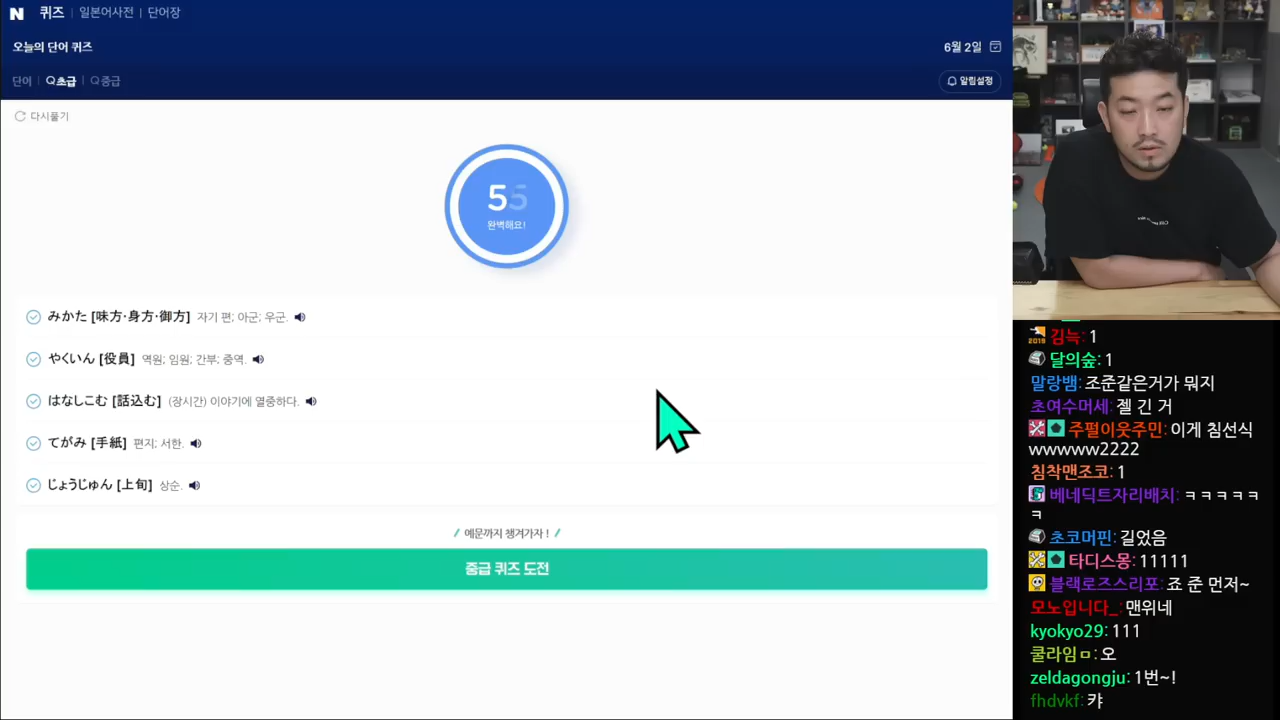 N 퀴즈 | 일본어사전 | 단어장
오늘의 단어 퀴즈
6월 2일
단어 | Q초급 | Q중급
알림설정
다시풀기
5 5
완벽해요!
みかた [味方·身方·御方] 자기 편; 아군; 우군.
やくいん [役員] 역원; 임원; 간부; 중역.
はなしこむ [話込む] (장시간) 이야기에 열중하다.
てがみ [手紙] 편지; 서한.
じょうじゅん [上旬] 상순.
예문까지 챙겨가자 !
중급 퀴즈 도전
김늑: 1
달의숲: 1
말랑뱀: 조준같은거가 뭐지
초여수머세: 젤 긴 거
주펄이웃주민: 이게 침선식
wwwww2222
침착맨조코: 1
베네딕트자리배치: ㅋㅋㅋㅋㅋ
ㅋ
초코머핀: 길었음
타디스몽: 11111
블랙로즈스리포: 죠 준 먼저~
모노입니다_: 맨위네
kyokyo29: 111
쿨라임ㅁ: 오
zeldagongju: 1번~!
fhdvkf: 캬